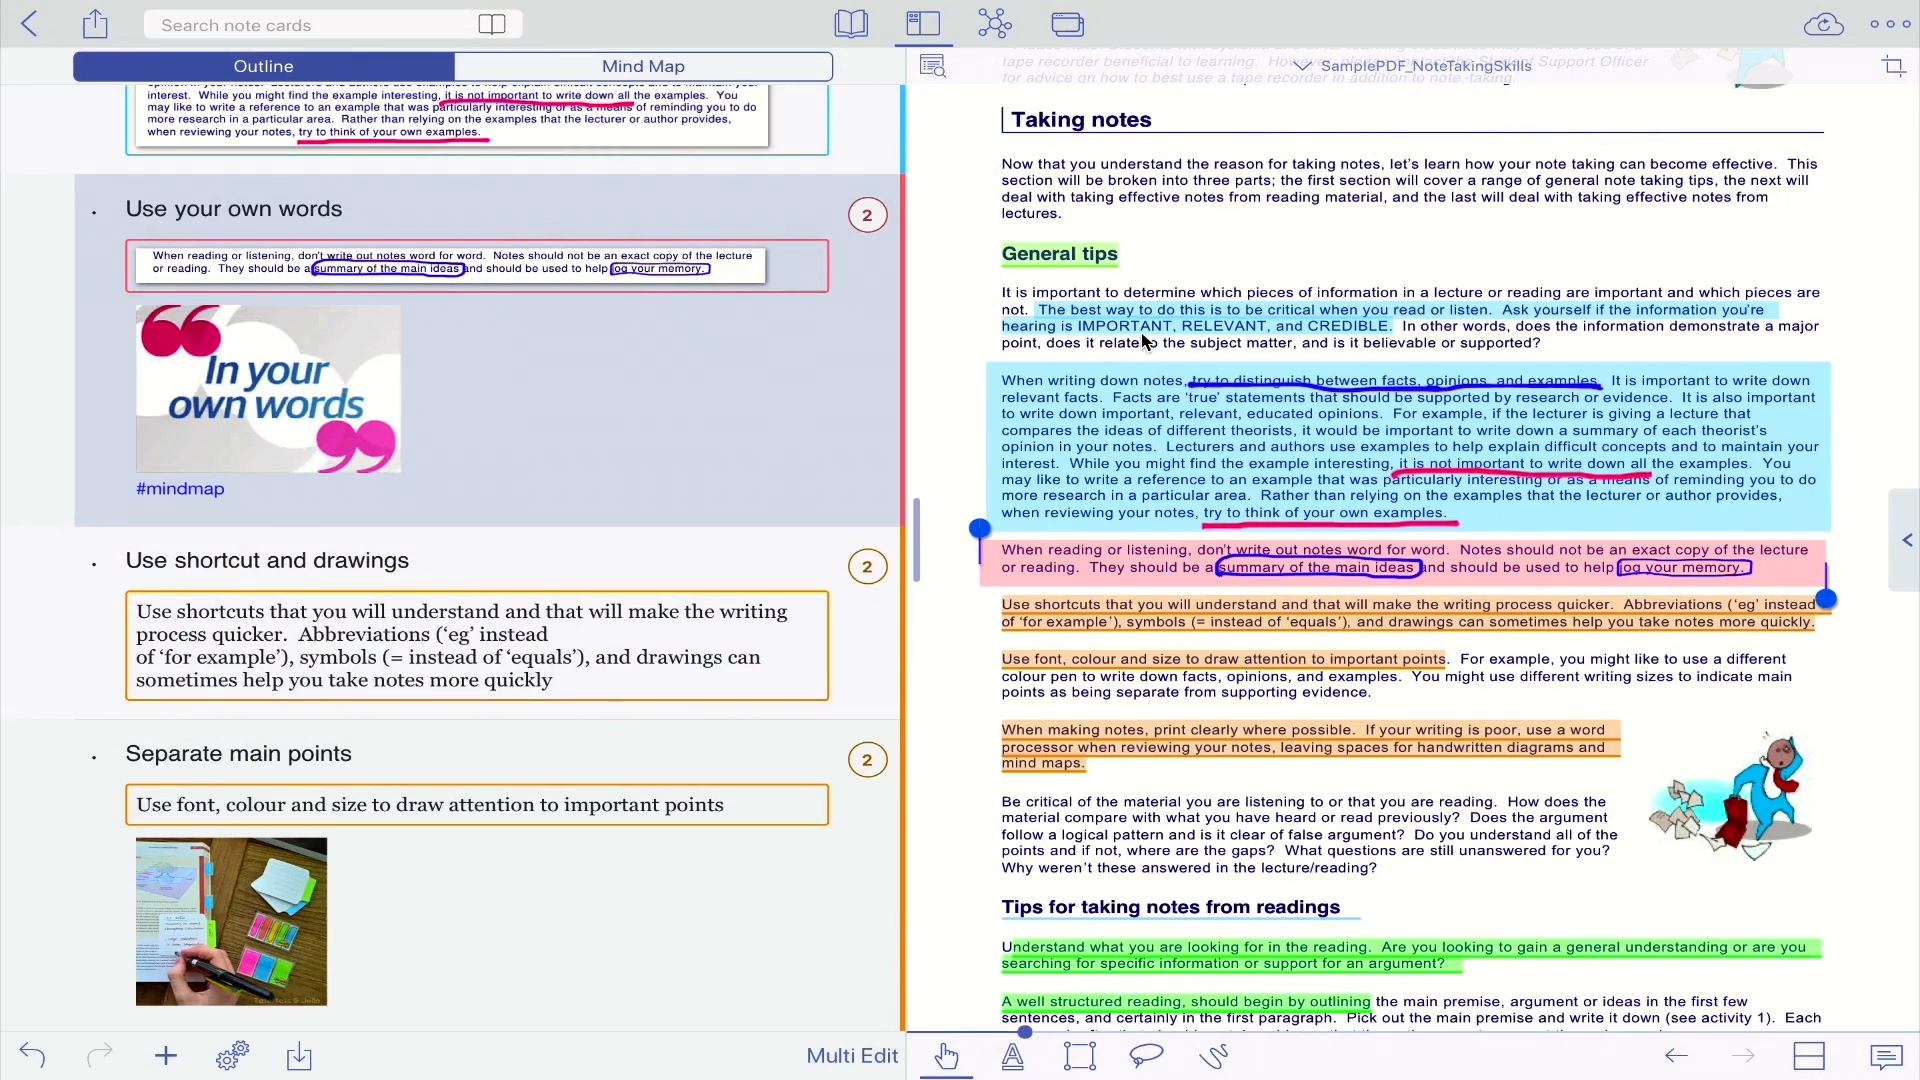 Search note cards
Outline
Mind Map
interest. While you might find the example interesting, it is not important to write down all the examples. You
may like to write a reference to an example that was particularly interesting or as a means of reminding you to do
more research in a particular area. Rather than relying on the examples that the lecturer or author provides,
when reviewing your notes, try to think of your own examples.
Use your own words
2
When reading or listening, don't write out notes word for word. Notes should not be an exact copy of the lecture
or reading. They should be a summary of the main ideas and should be used to help jog your memory.
In your
own words
#mindmap
Use shortcut and drawings
2
Use shortcuts that you will understand and that will make the writing
process quicker. Abbreviations (‘eg’ instead
of ‘for example’), symbols (= instead of ‘equals’), and drawings can
sometimes help you take notes more quickly
Separate main points
2
Use font, colour and size to draw attention to important points
Multi Edit
tape recorder beneficial to learning.
Student Support Officer
SamplePDF_NoteTakingSkills
for advice on how to best use a tape recorder in addition to note -taking.
Taking notes
Now that you understand the reason for taking notes, let’s learn how your note taking can become effective. This
section will be broken into three parts; the first section will cover a range of general note taking tips, the next will
deal with taking effective notes from reading material, and the last will deal with taking effective notes from
lectures.
General tips
It is important to determine which pieces of information in a lecture or reading are important and which pieces are
not. The best way to do this is to be critical when you read or listen. Ask yourself if the information you’re
hearing is IMPORTANT, RELEVANT, and CREDIBLE. In other words, does the information demonstrate a major
point, does it relate to the subject matter, and is it believable or supported?
When writing down notes, try to distinguish between facts, opinions, and examples. It is important to write down
relevant facts. Facts are ‘true’ statements that should be supported by research or evidence. It is also important
to write down important, relevant, educated opinions. For example, if the lecturer is giving a lecture that
compares the ideas of different theorists, it would be important to write down a summary of each theorist’s
opinion in your notes. Lecturers and authors use examples to help explain difficult concepts and to maintain your
interest. While you might find the example interesting, it is not important to write down all the examples. You
may like to write a reference to an example that was particularly interesting or as a means of reminding you to do
more research in a particular area. Rather than relying on the examples that the lecturer or author provides,
when reviewing your notes, try to think of your own examples.
When reading or listening, don’t write out notes word for word. Notes should not be an exact copy of the lecture
or reading. They should be a summary of the main ideas and should be used to help jog your memory.
Use shortcuts that you will understand and that will make the writing process quicker. Abbreviations (‘eg’ instead
of ‘for example’), symbols (= instead of ‘equals’), and drawings can sometimes help you take notes more quickly.
Use font, colour and size to draw attention to important points. For example, you might like to use a different
colour pen to write down facts, opinions, and examples. You might use different writing sizes to indicate main
points as being separate from supporting evidence.
When making notes, print clearly where possible. If your writing is poor, use a word
processor when reviewing your notes, leaving spaces for handwritten diagrams and
mind maps.
Be critical of the material you are listening to or that you are reading. How does the
material compare with what you have heard or read previously? Does the argument
follow a logical pattern and is it clear of false argument? Do you understand all of the
points and if not, where are the gaps? What questions are still unanswered for you?
Why weren’t these answered in the lecture/reading?
Tips for taking notes from readings
Understand what you are looking for in the reading. Are you looking to gain a general understanding or are you
searching for specific information or support for an argument?
A well structured reading, should begin by outlining the main premise, argument or ideas in the first few
sentences, and certainly in the first paragraph. Pick out the main premise and write it down (see activity 1). Each